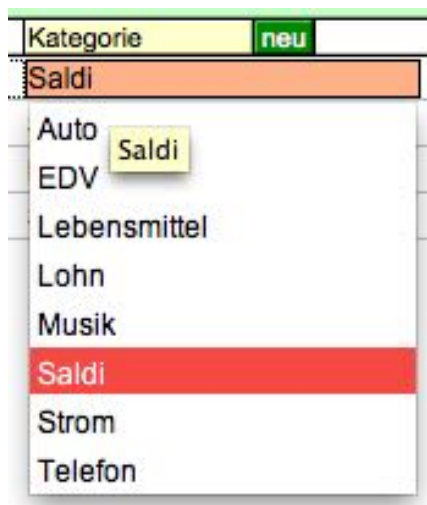 Kategorie neu
Saldi
Auto
Saldi
EDV
Lebensmittel
Lohn
Musik
Saldi
Strom
Telefon